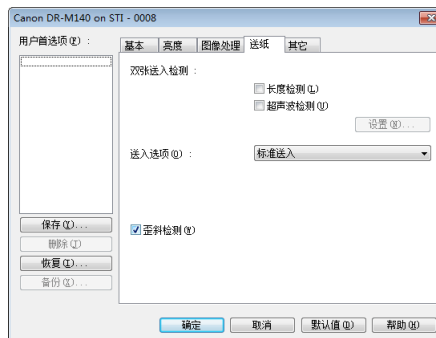 Canon DR-M140 on STI - 0008
用户首选项(P) :
基本 亮度 图像处理 送纸 其它
双张送入检测 :
长度检测(L)
超声波检测(U)
设置(N)...
送入选项(O) : 标准送入
保存(Y)...
删除(J)
歪斜检测(W)
恢复(E)...
备份(X)...
确定 取消 默认值(D) 帮助(H)